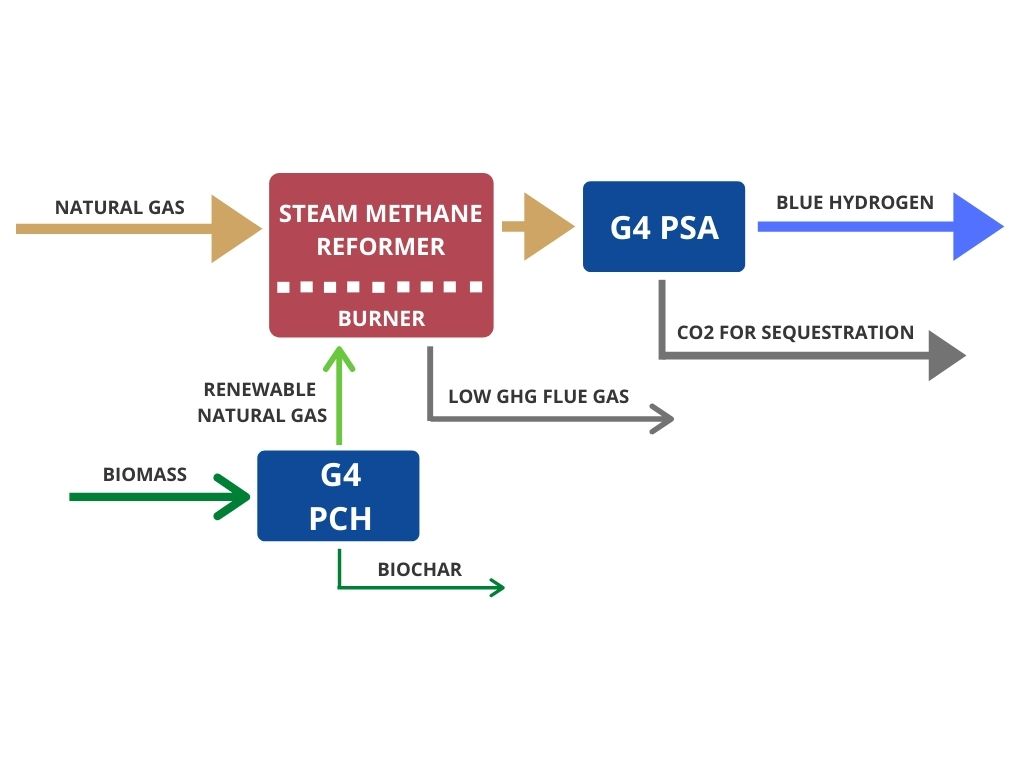 NATURAL GAS
STEAM METHANE
REFORMER
BURNER
G4 PSA
BLUE HYDROGEN
CO2 FOR SEQUESTRATION
RENEWABLE
NATURAL GAS
LOW GHG FLUE GAS
BIOMASS
G4
PCH
BIOCHAR